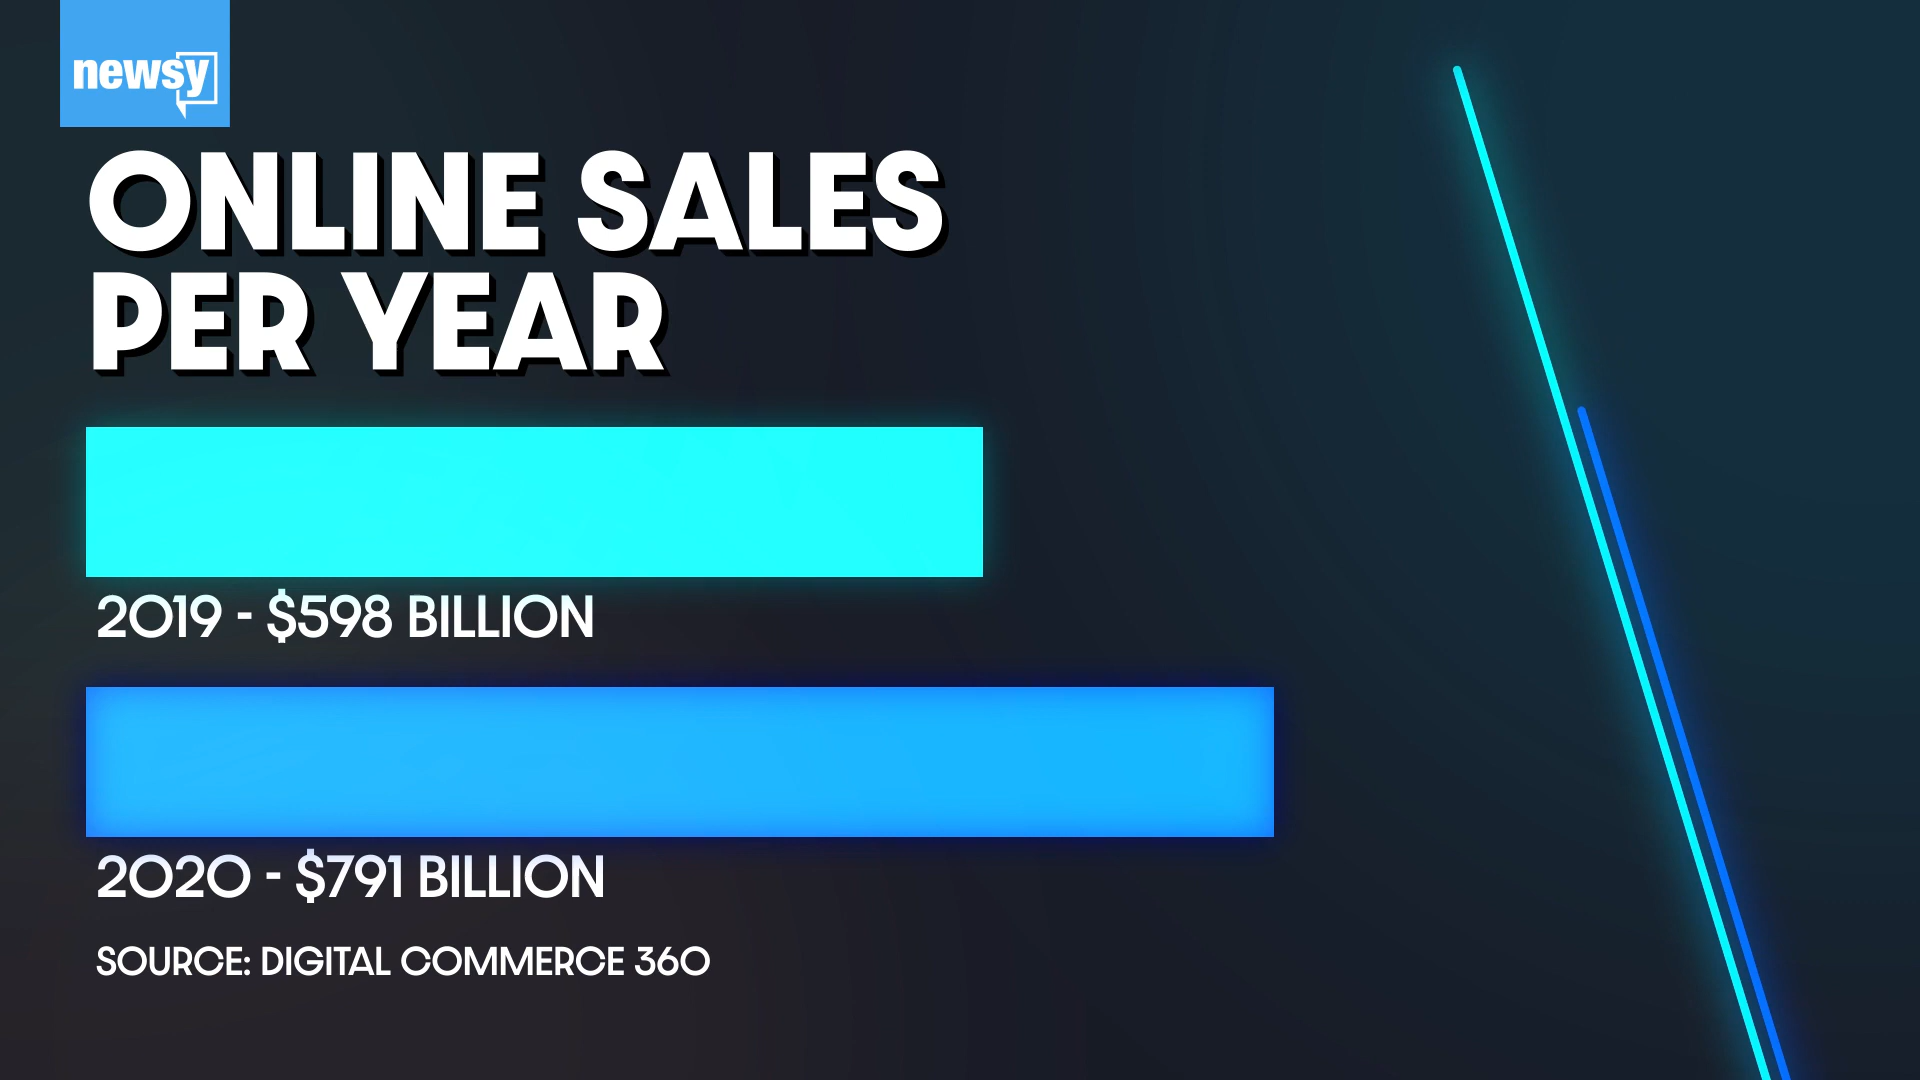 newsy
ONLINE SALES
PER YEAR
2019 - $598 BILLION
2020 - $791 BILLION
SOURCE: DIGITAL COMMERCE 360